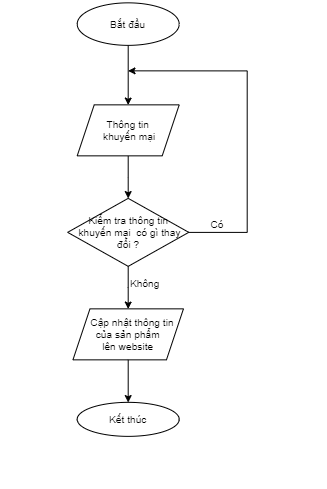 Bắt đầu
Thông tin
khuyến mại
Kiểm tra thông tin
khuyến mại  có gì thay
đổi ?
Có
Không
Cập nhật thông tin
của sản phẩm
lên website
Kết thúc